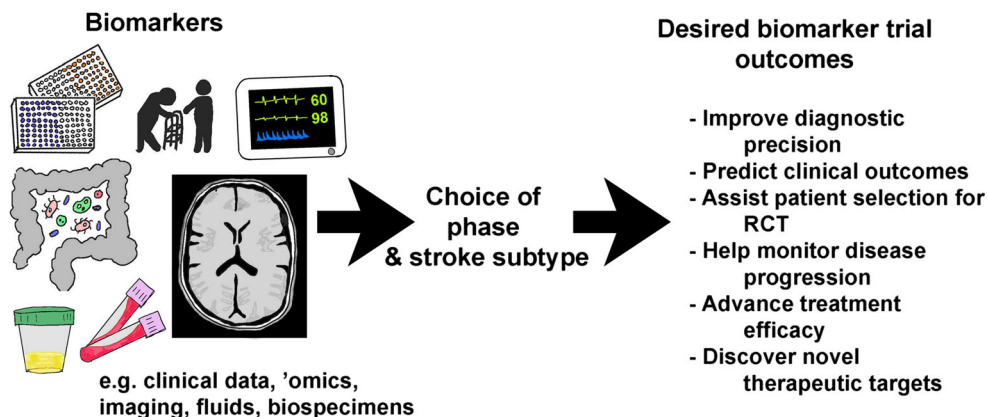 Biomarkers
60
98
e.g. clinical data, ’omics,
imaging, fluids, biospecimens
Choice of
phase
& stroke subtype
Desired biomarker trial
outcomes
- Improve diagnostic
precision
- Predict clinical outcomes
- Assist patient selection for
RCT
- Help monitor disease
progression
- Advance treatment
efficacy
- Discover novel
therapeutic targets